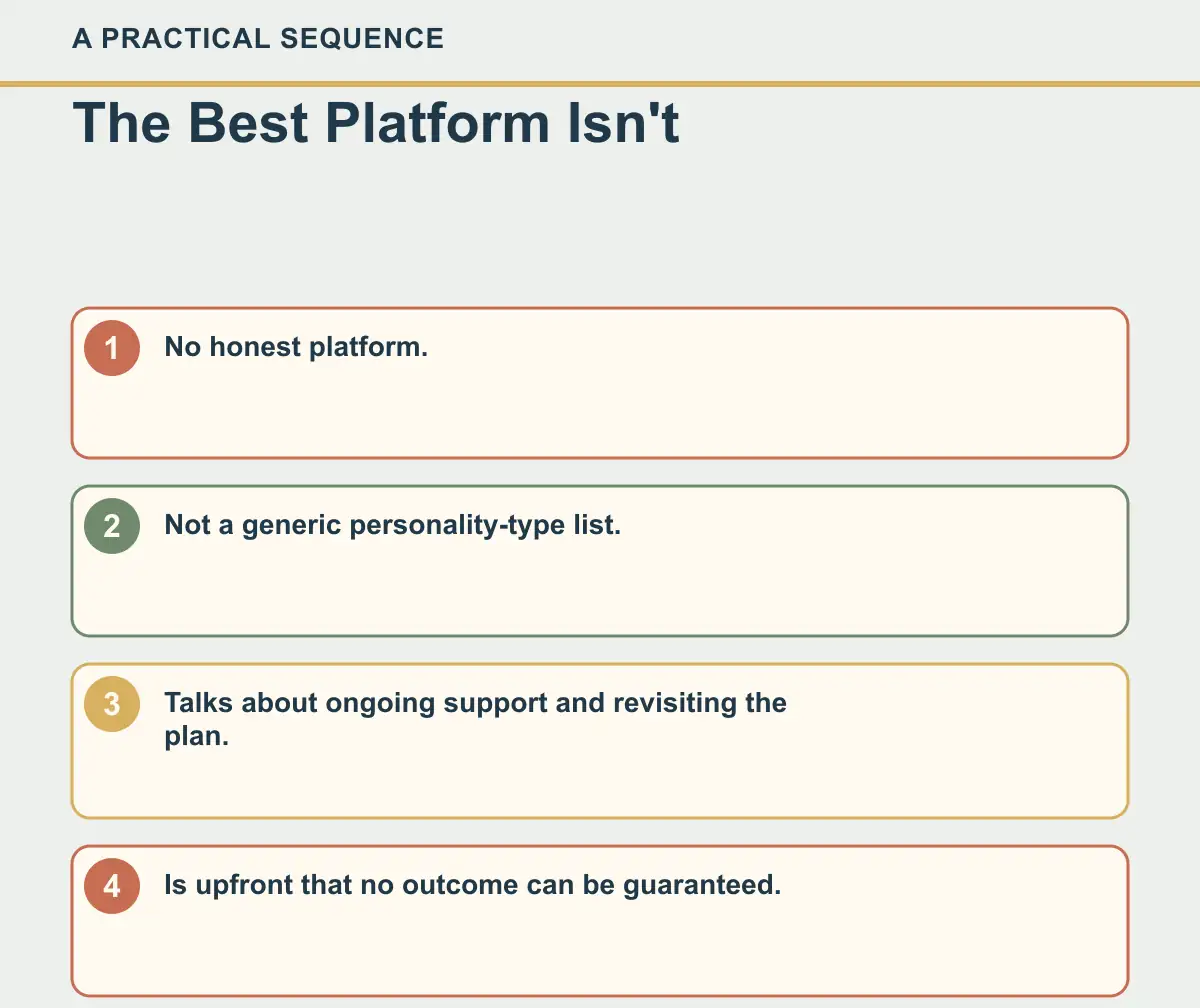 A PRACTICAL SEQUENCE
The Best Platform Isn't
1
No honest platform.
2
Not a generic personality-type list.
3
Talks about ongoing support and revisiting the
plan.
4
Is upfront that no outcome can be guaranteed.